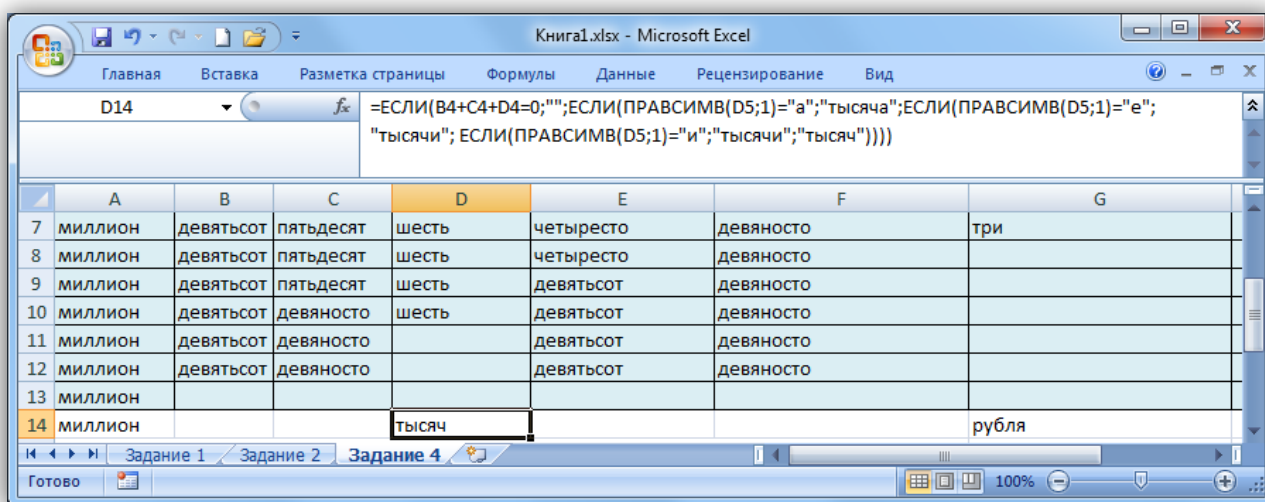 Книга1.xlsx - Microsoft Excel
Главная Вставка Разметка страницы Формулы Данные Рецензирование Вид
D14 fx =ЕСЛИ(B4+C4+D4=0;"";ЕСЛИ(ПРАВСИМВ(D5;1)="а";"тысяча";ЕСЛИ(ПРАВСИМВ(D5;1)="е";
"тысячи"; ЕСЛИ(ПРАВСИМВ(D5;1)="и";"тысячи";"тысяч"))))
A B C D E F G
7 миллион девятьсот пятьдесят шесть четыресто девяносто три
8 миллион девятьсот пятьдесят шесть четыресто девяносто
9 миллион девятьсот пятьдесят шесть девятьсот девяносто
10 миллион девятьсот девяносто шесть девятьсот девяносто
11 миллион девятьсот девяносто девятьсот девяносто
12 миллион девятьсот девяносто девятьсот девяносто
13 миллион
14 миллион тысяч рубля
Задание 1 Задание 2 Задание 4
Готово 100%